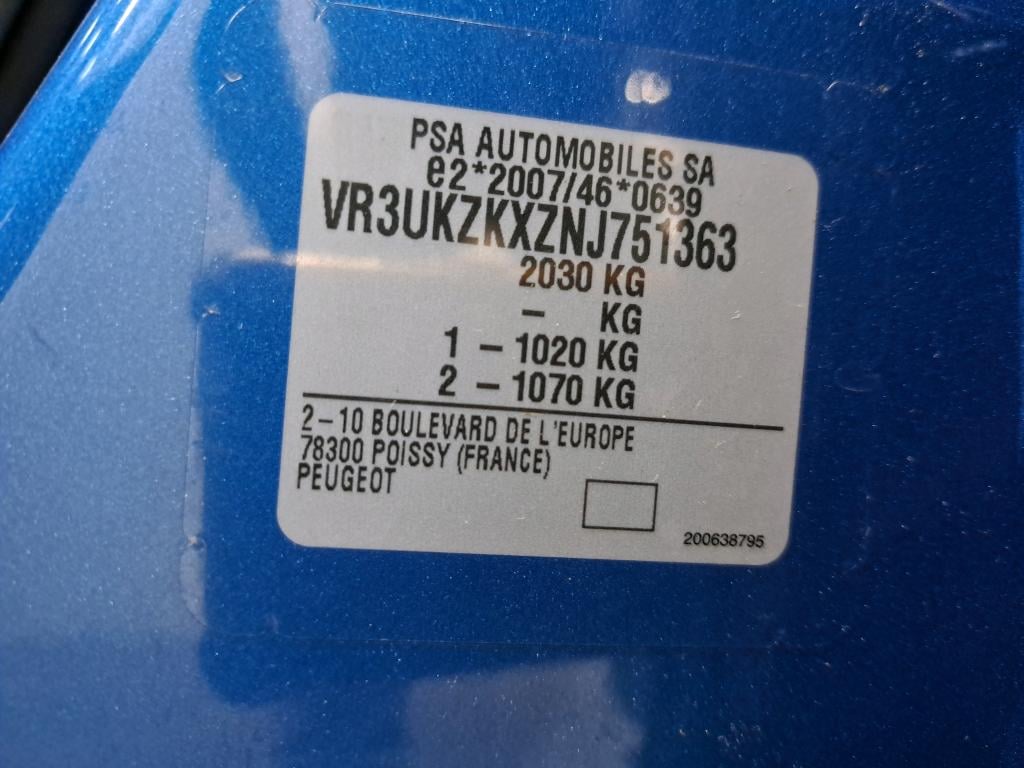 PSA AUTOMOBILES SA
e2*2007/46*0639
VR3UKZKXZNJ751363
2030 KG
– KG
1 – 1020 KG
2 – 1070 KG
2–10 BOULEVARD DE L'EUROPE
78300 POISSY (FRANCE)
PEUGEOT
200638795